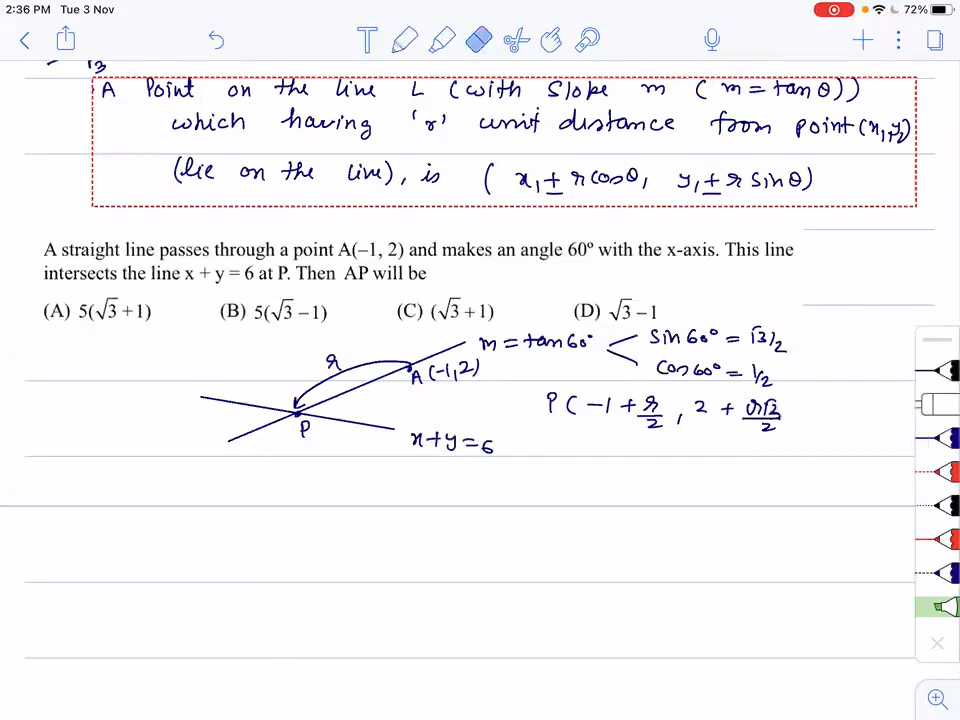 2:36 PM Tue 3 Nov
72%
√3
A Point on the line L (with Slope m (m = tanθ))
which having 'r' unit distance from point (x₁, y₂)
(lie on the line), is (x₁ ± r cosθ, y₁ ± r sinθ)
A straight line passes through a point A(–1, 2) and makes an angle 60º with the x-axis. This line
intersects the line x + y = 6 at P. Then AP will be
(A) 5(√3 + 1) (B) 5(√3 – 1) (C) (√3 + 1) (D) √3 – 1
m = tan 60° sin 60° = √3/2
cos 60° = 1/2
r
A (-1, 2)
P ( -1 + r/2 , 2 + r√3/2
P
x + y = 6